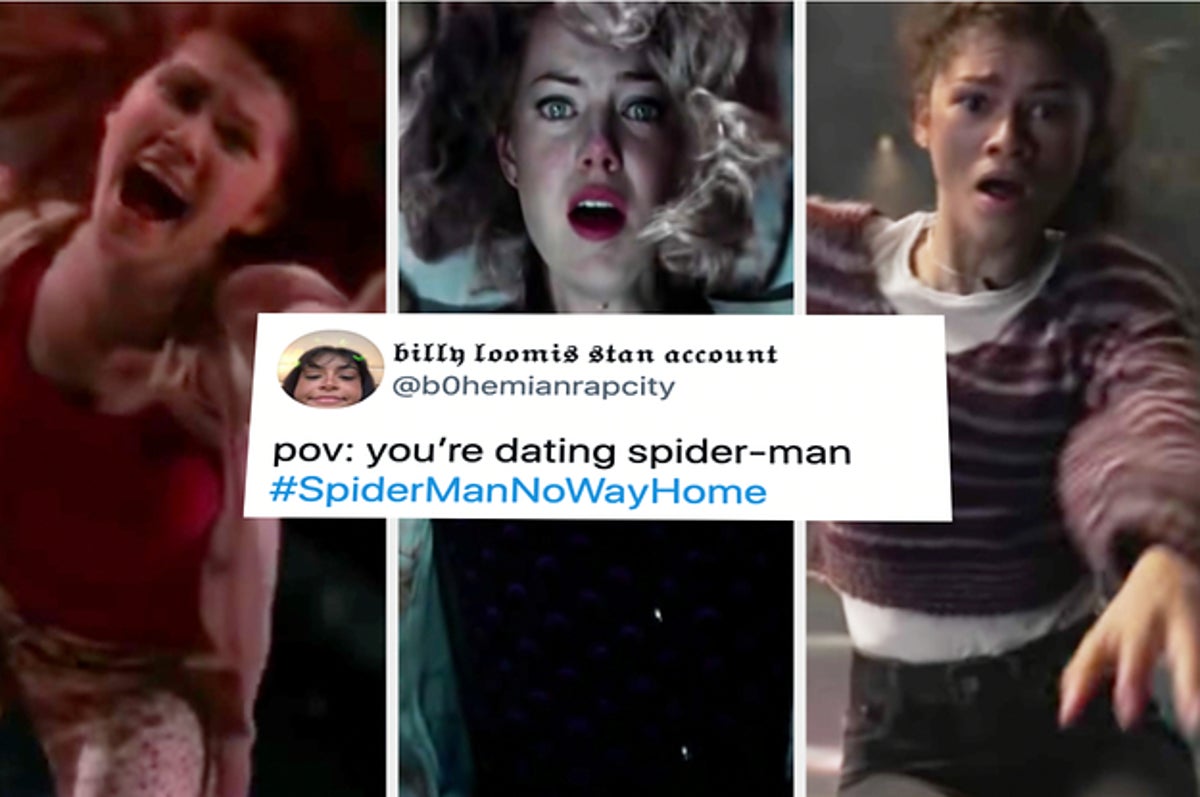 billy loomis stan account
@b0hemianrapcity
pov: you're dating spider-man
#SpiderManNoWayHome